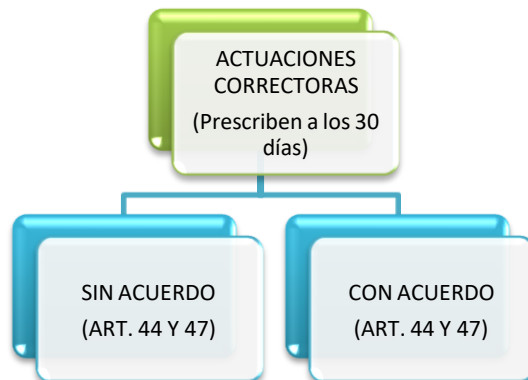 ACTUACIONES
CORRECTORAS
(Prescriben a los 30
días)
SIN ACUERDO
(ART. 44 Y 47)
CON ACUERDO
(ART. 44 Y 47)